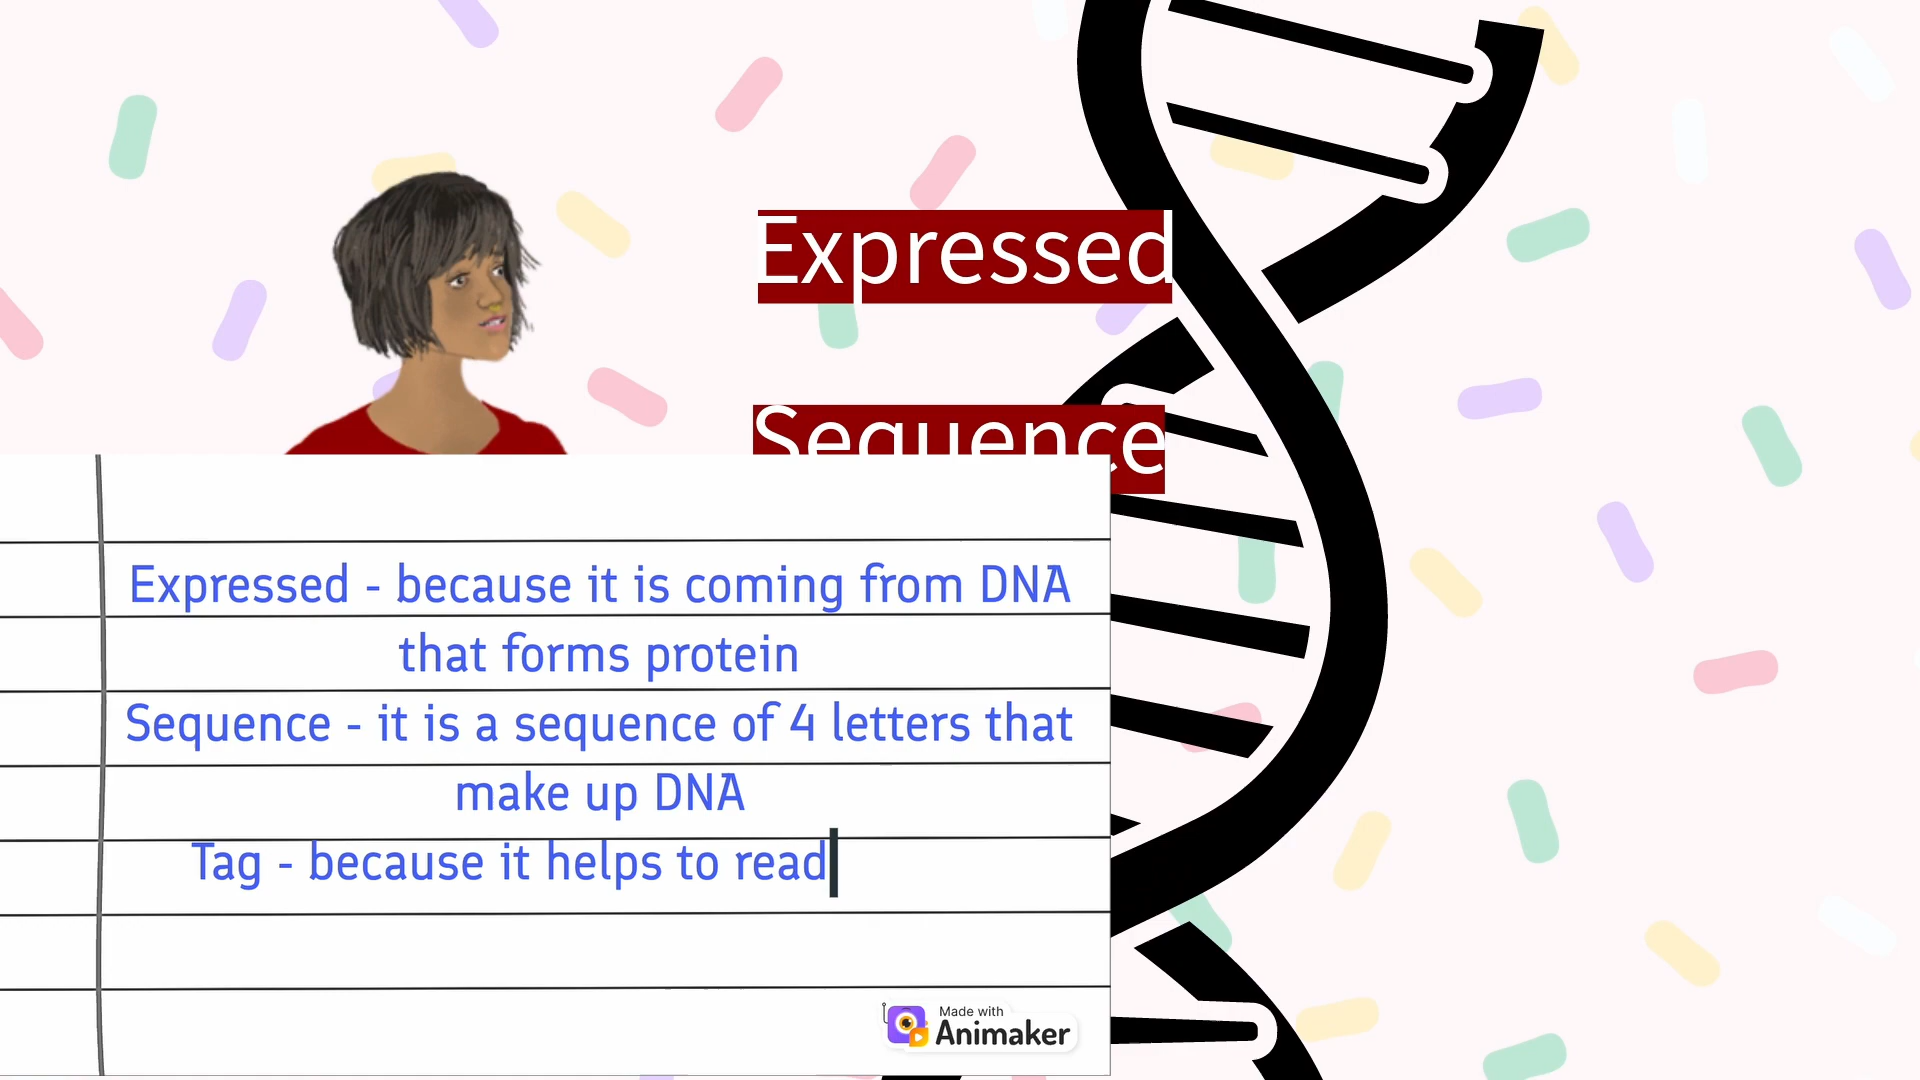 Expressed
Sequence
Expressed - because it is coming from DNA
that forms protein
Sequence - it is a sequence of 4 letters that
make up DNA
Tag - because it helps to read
Made with
Animaker